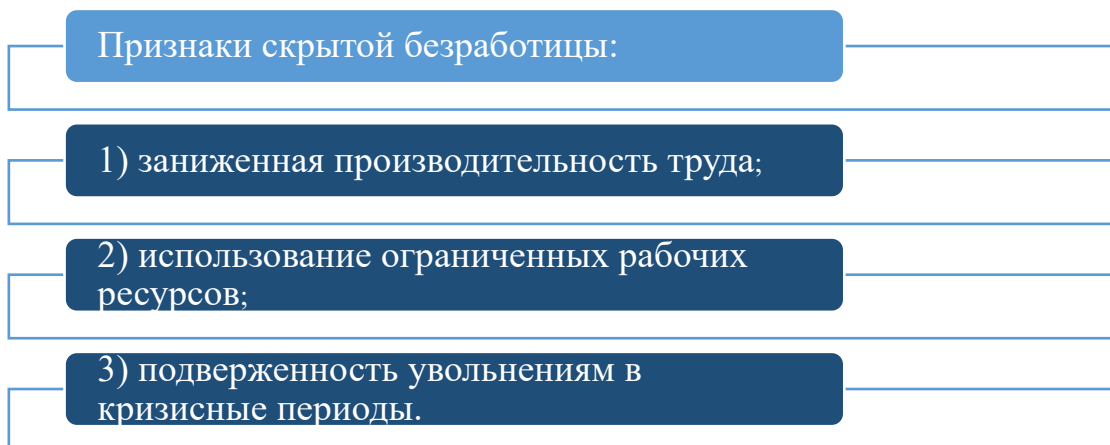 Признаки скрытой безработицы:
1) заниженная производительность труда;
2) использование ограниченных рабочих
ресурсов;
3) подверженность увольнениям в
кризисные периоды.